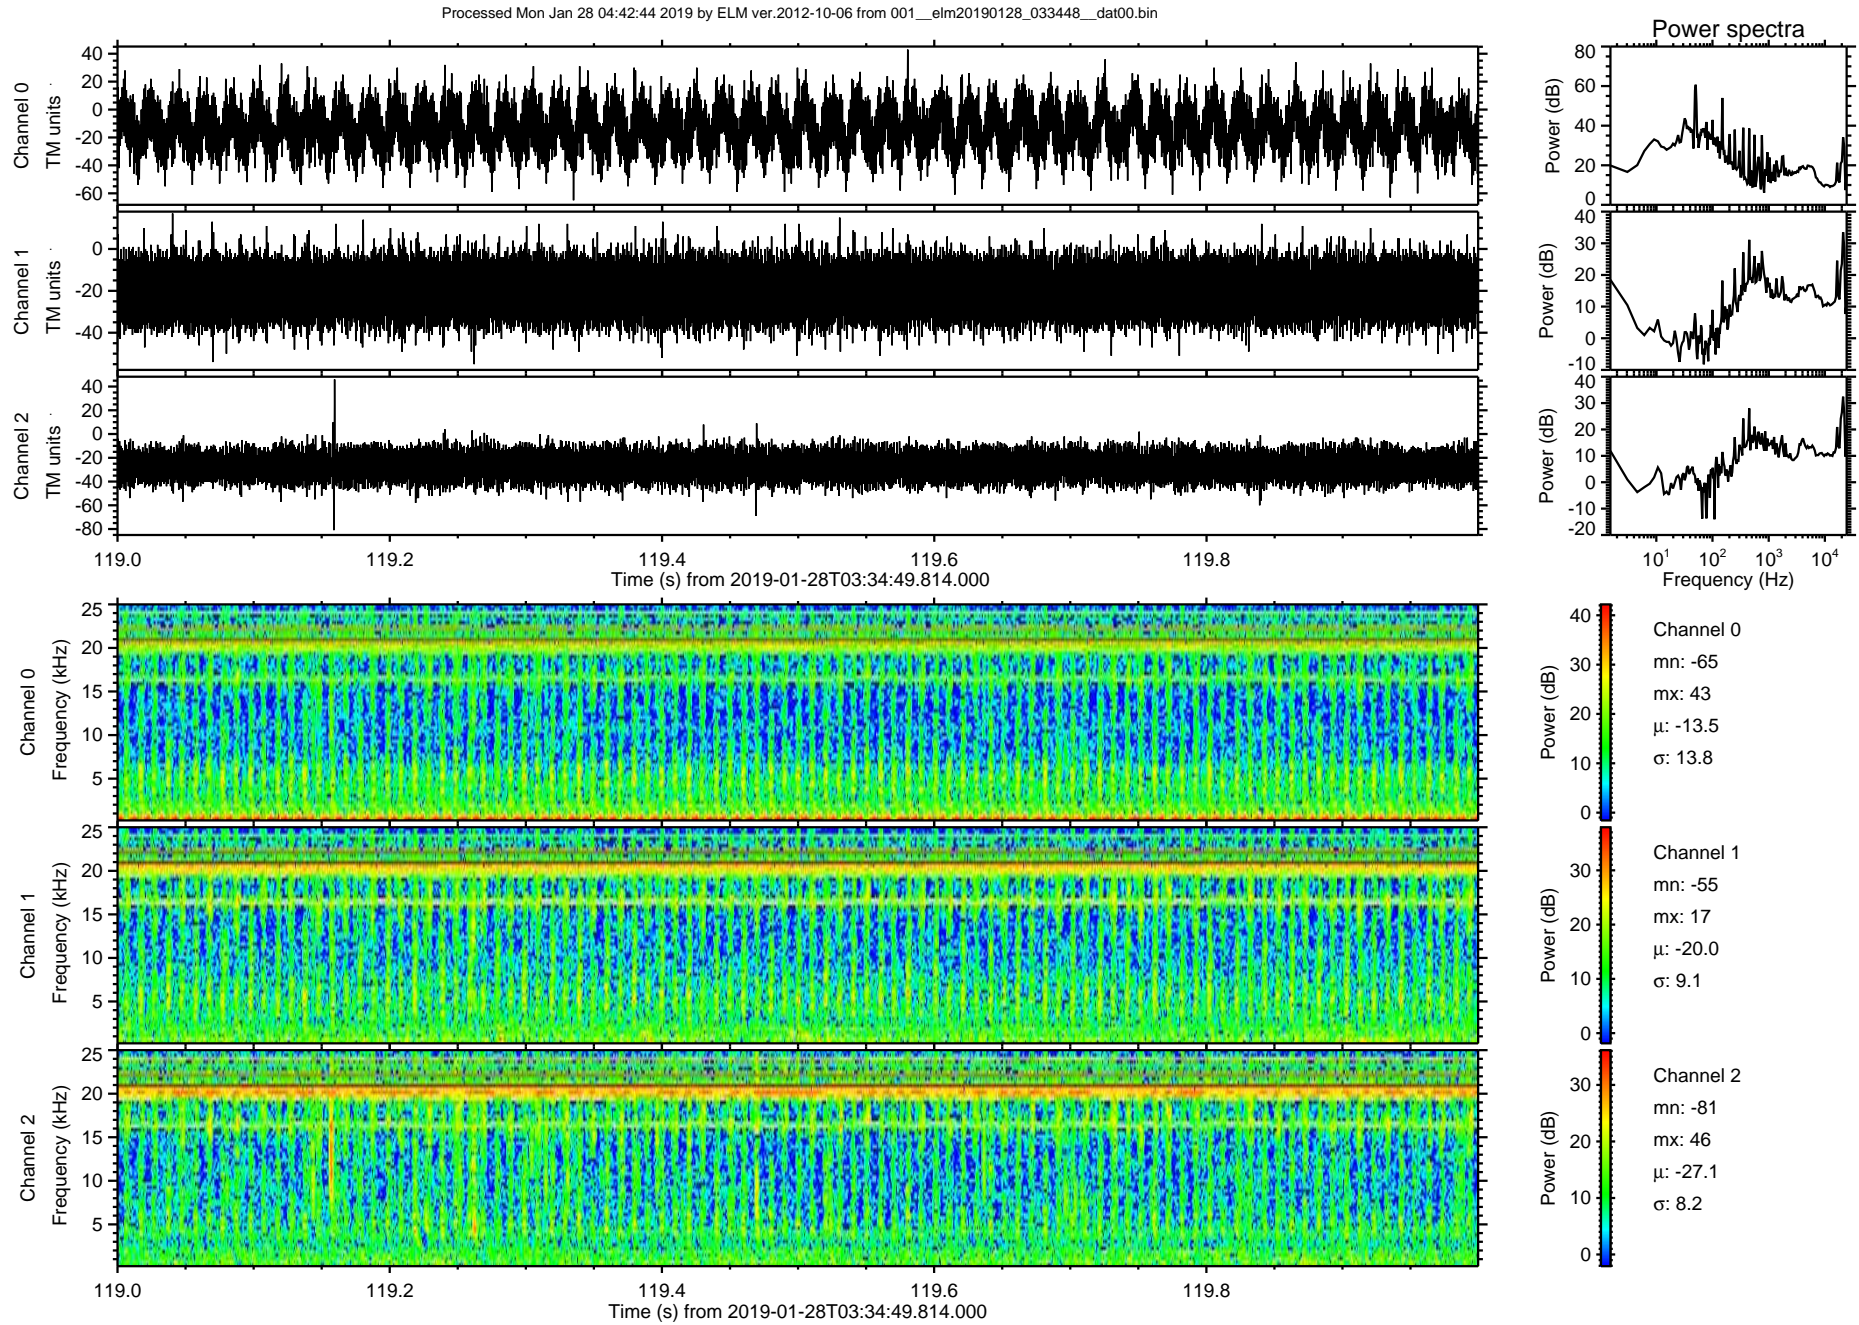 Processed Mon Jan 28 04:42:44 2019 by ELM ver.2012-10-06 from 001__elm20190128_033448__dat00.bin
Power spectra
Channel 0
TM units
40
20
0
-20
-40
-60
Power (dB)
80
60
40
20
0
Channel 1
TM units
0
-20
-40
Power (dB)
40
30
20
10
0
-10
Channel 2
TM units
40
20
0
-20
-40
-60
-80
Power (dB)
40
30
20
10
0
-10
-20
119.0 119.2 119.4 119.6 119.8
Time (s) from 2019-01-28T03:34:49.814.000
10¹ 10² 10³ 10⁴
Frequency (Hz)
Channel 0
Frequency (kHz)
25
20
15
10
5
Power (dB)
40
30
20
10
0
Channel 0
mn: -65
mx: 43
μ: -13.5
σ: 13.8
Channel 1
Frequency (kHz)
25
20
15
10
5
Power (dB)
30
20
10
0
Channel 1
mn: -55
mx: 17
μ: -20.0
σ: 9.1
Channel 2
Frequency (kHz)
25
20
15
10
5
Power (dB)
30
20
10
0
Channel 2
mn: -81
mx: 46
μ: -27.1
σ: 8.2
119.0 119.2 119.4 119.6 119.8
Time (s) from 2019-01-28T03:34:49.814.000